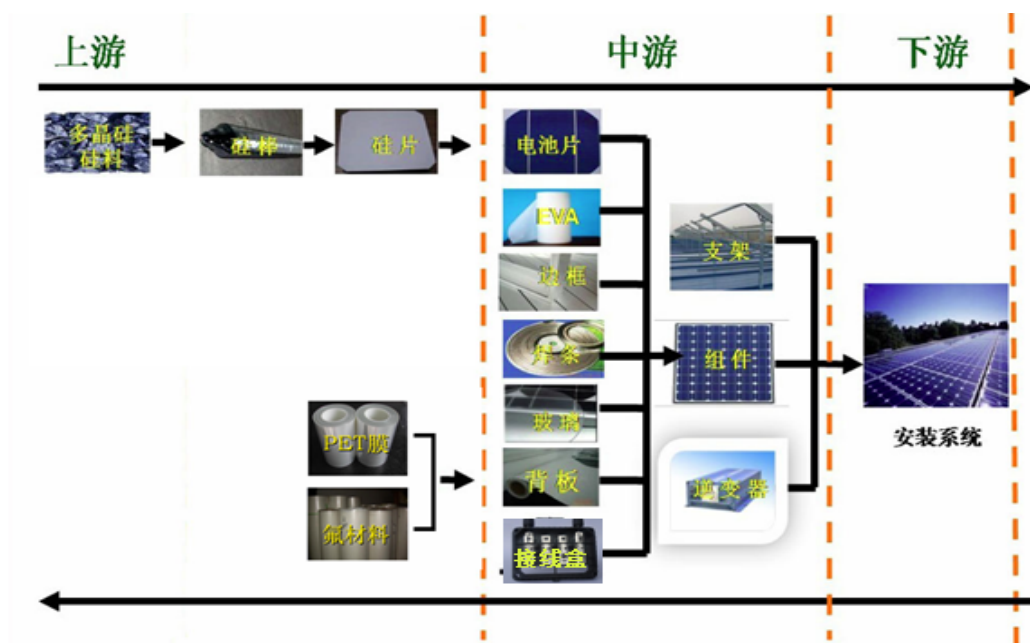 上游
中游
下游
多晶硅
硅料
硅棒
硅片
电池片
EVA
边框
焊条
玻璃
背板
接线盒
PET膜
氟材料
支架
组件
逆变器
安装系统